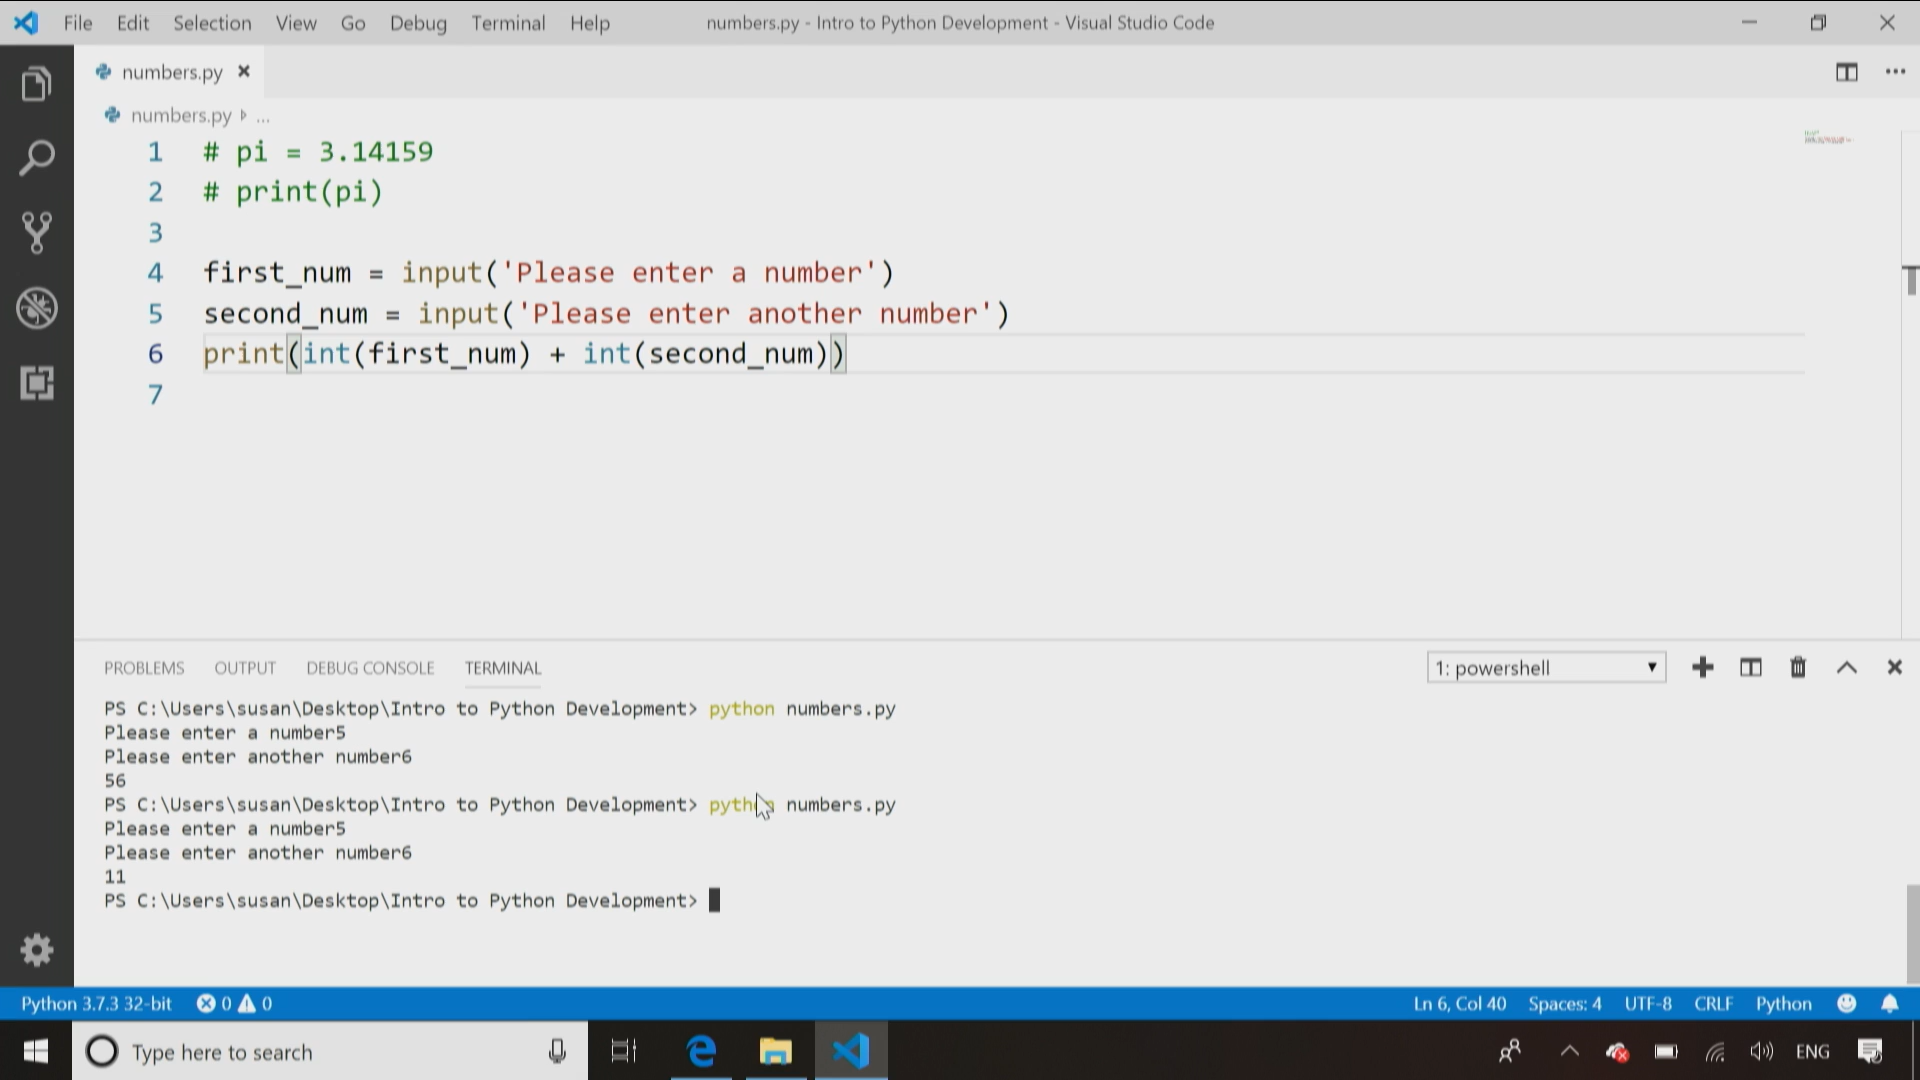 File Edit Selection View Go Debug Terminal Help numbers.py - Intro to Python Development - Visual Studio Code
numbers.py
numbers.py ...
1 # pi = 3.14159
2 # print(pi)
3
4 first_num = input('Please enter a number')
5 second_num = input('Please enter another number')
6 print(int(first_num) + int(second_num))
7
PROBLEMS OUTPUT DEBUG CONSOLE TERMINAL 1: powershell
PS C:\Users\susan\Desktop\Intro to Python Development> python numbers.py
Please enter a number5
Please enter another number6
56
PS C:\Users\susan\Desktop\Intro to Python Development> python numbers.py
Please enter a number5
Please enter another number6
11
PS C:\Users\susan\Desktop\Intro to Python Development>
Python 3.7.3 32-bit 0 0 Ln 6, Col 40 Spaces: 4 UTF-8 CRLF Python
Type here to search ENG